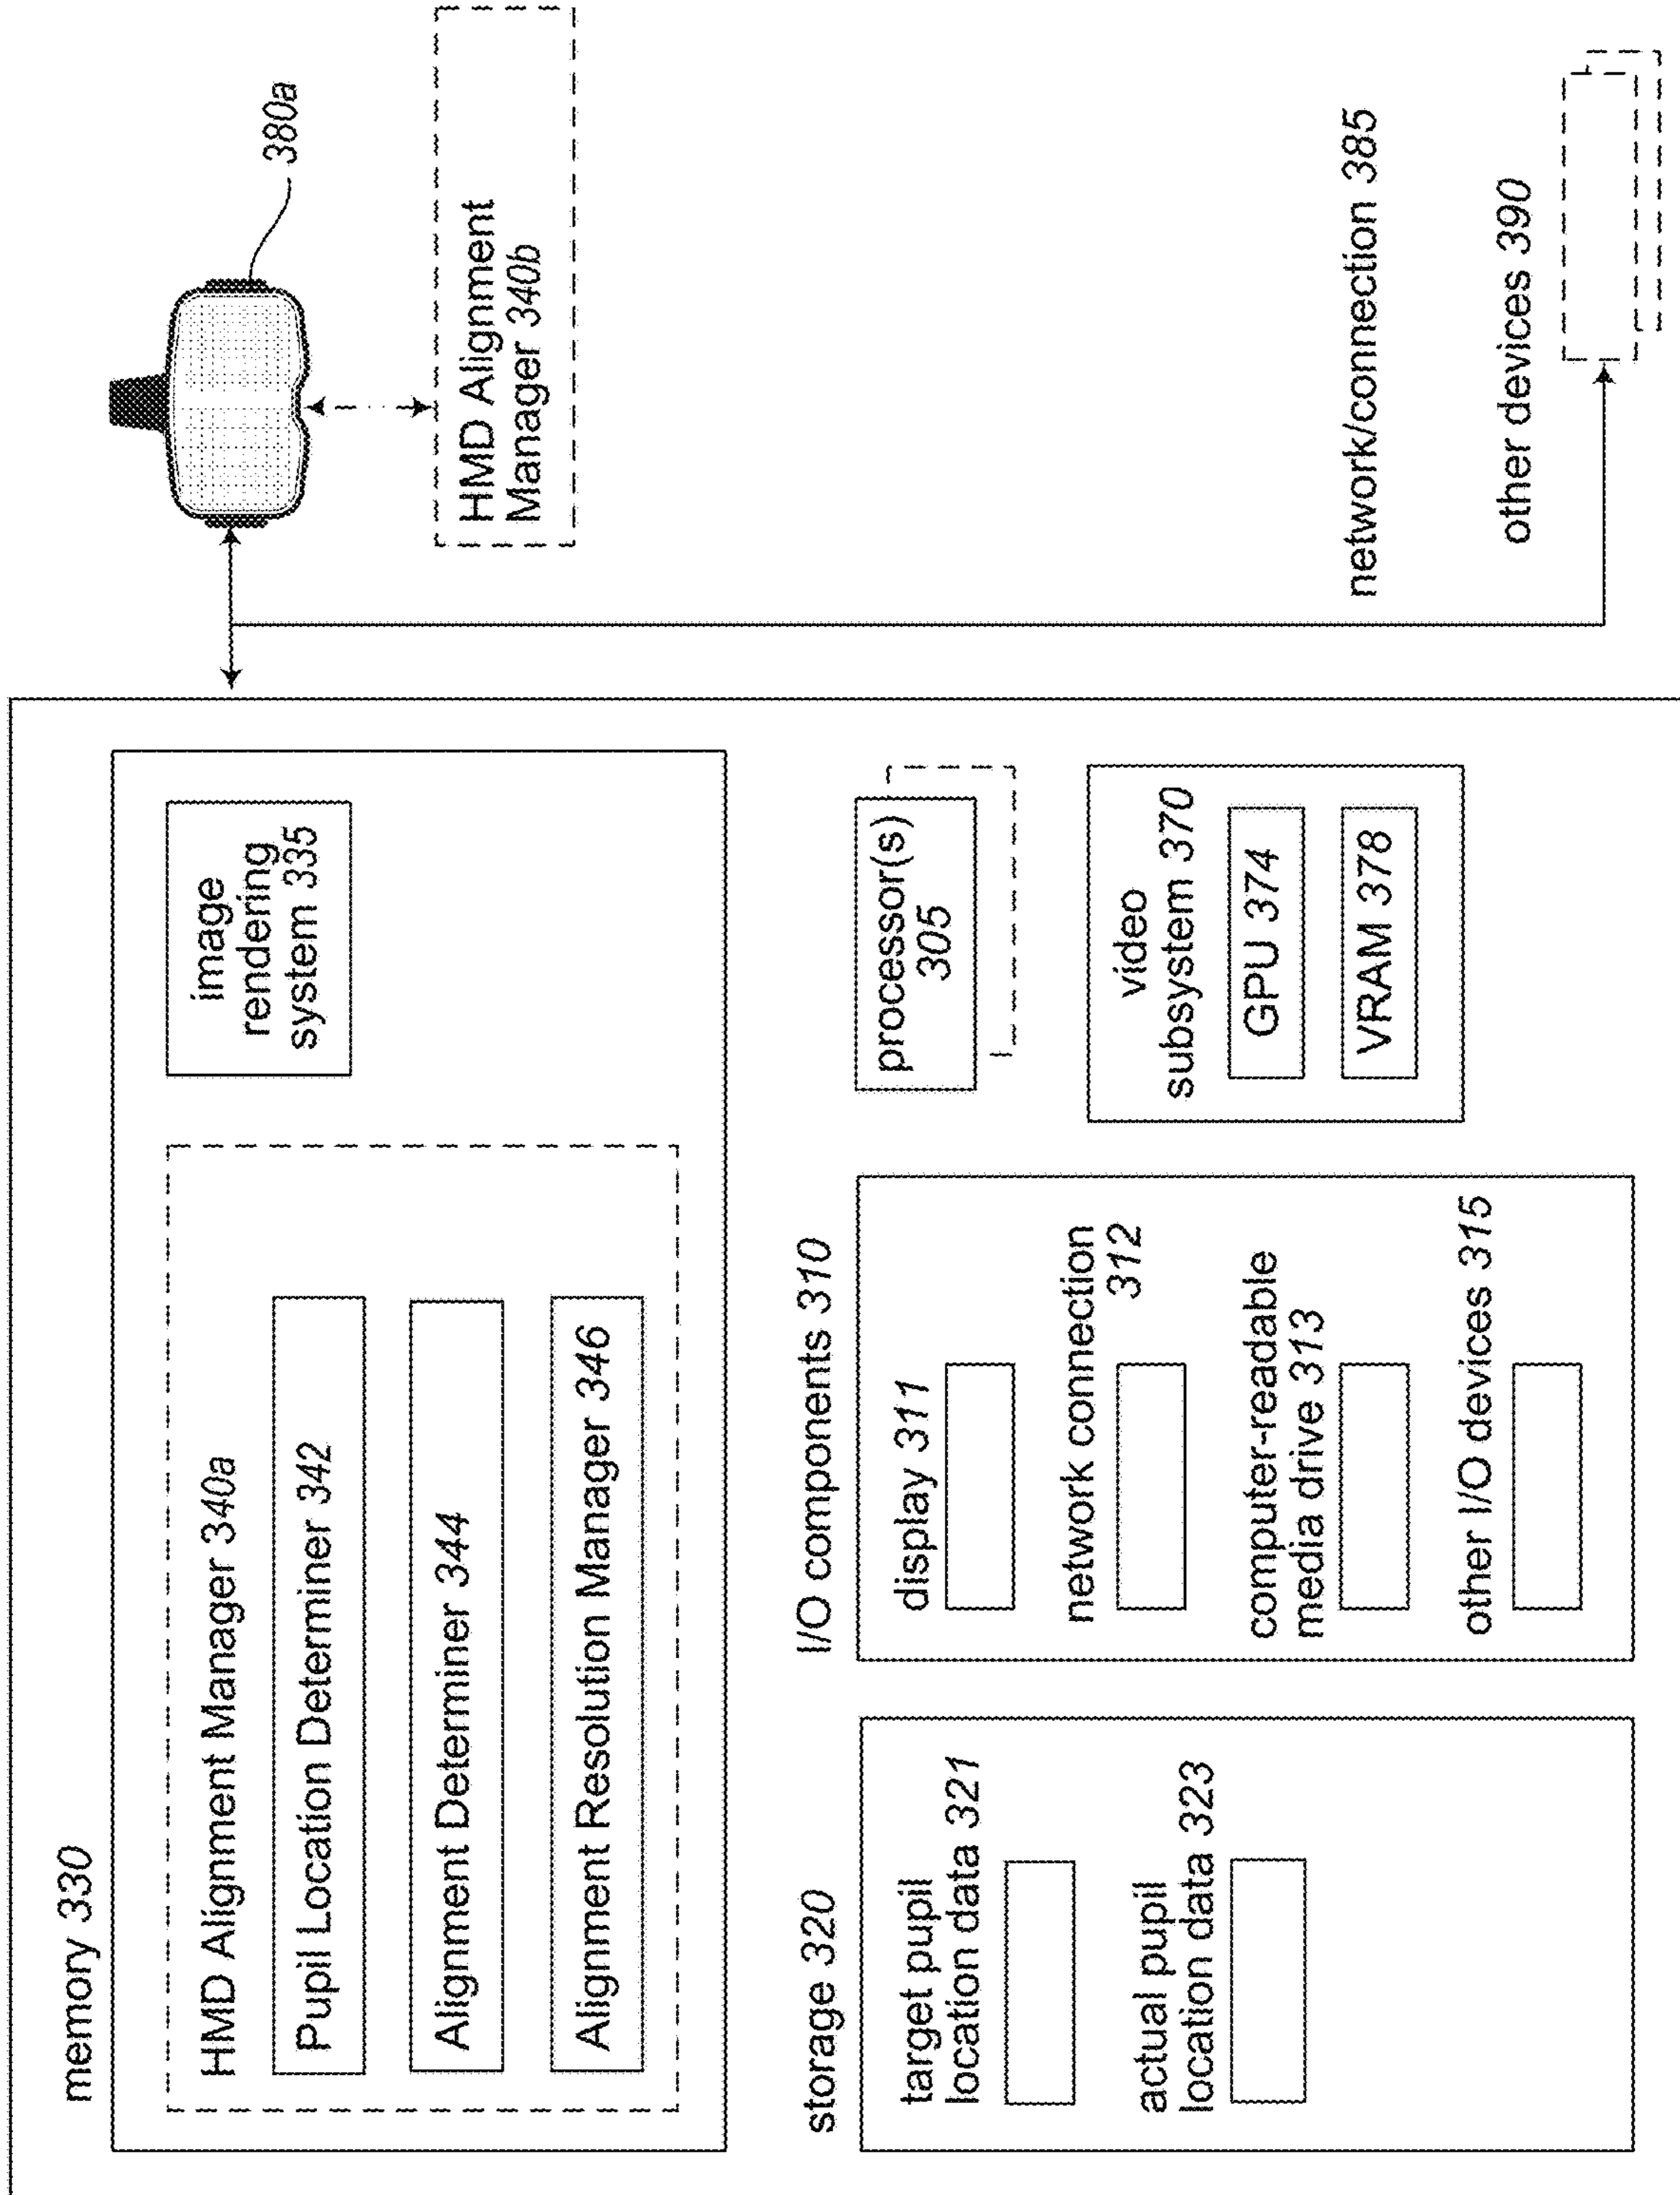 memory 330
HMD Alignment Manager 340a
Pupil Location Determiner 342
Alignment Determiner 344
Alignment Resolution Manager 346
image
rendering
system 335
storage 320
target pupil
location data 321
actual pupil
location data 323
I/O components 310
display 311
network connection
312
computer-readable
media drive 313
other I/O devices 315
processor(s)
305
video
subsystem 370
GPU 374
VRAM 378
380a
HMD Alignment
Manager 340b
network/connection 385
other devices 390